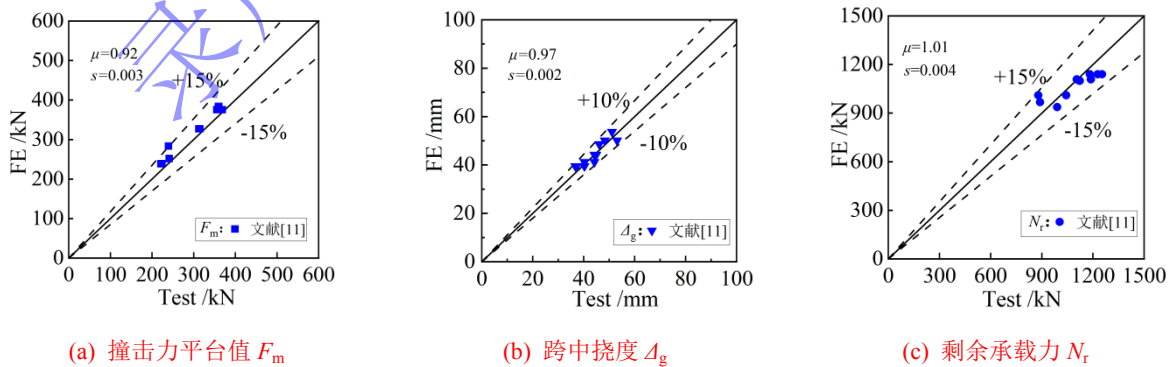 600
500
400
300
200
100
0
0 100 200 300 400 500 600
FE /kN
Test /kN
μ=0.92
s=0.003
+15%
-15%
Fm: 文献[11]
(a) 撞击力平台值 Fm
100
80
60
40
20
0
0 20 40 60 80 100
FE /mm
Test /mm
μ=0.97
s=0.002
+10%
-10%
Δg: 文献[11]
(b) 跨中挠度 Δg
1500
1200
900
600
300
0
0 300 600 900 1200 1500
FE /kN
Test /kN
μ=1.01
s=0.004
+15%
-15%
Nr: 文献[11]
(c) 剩余承载力 Nr